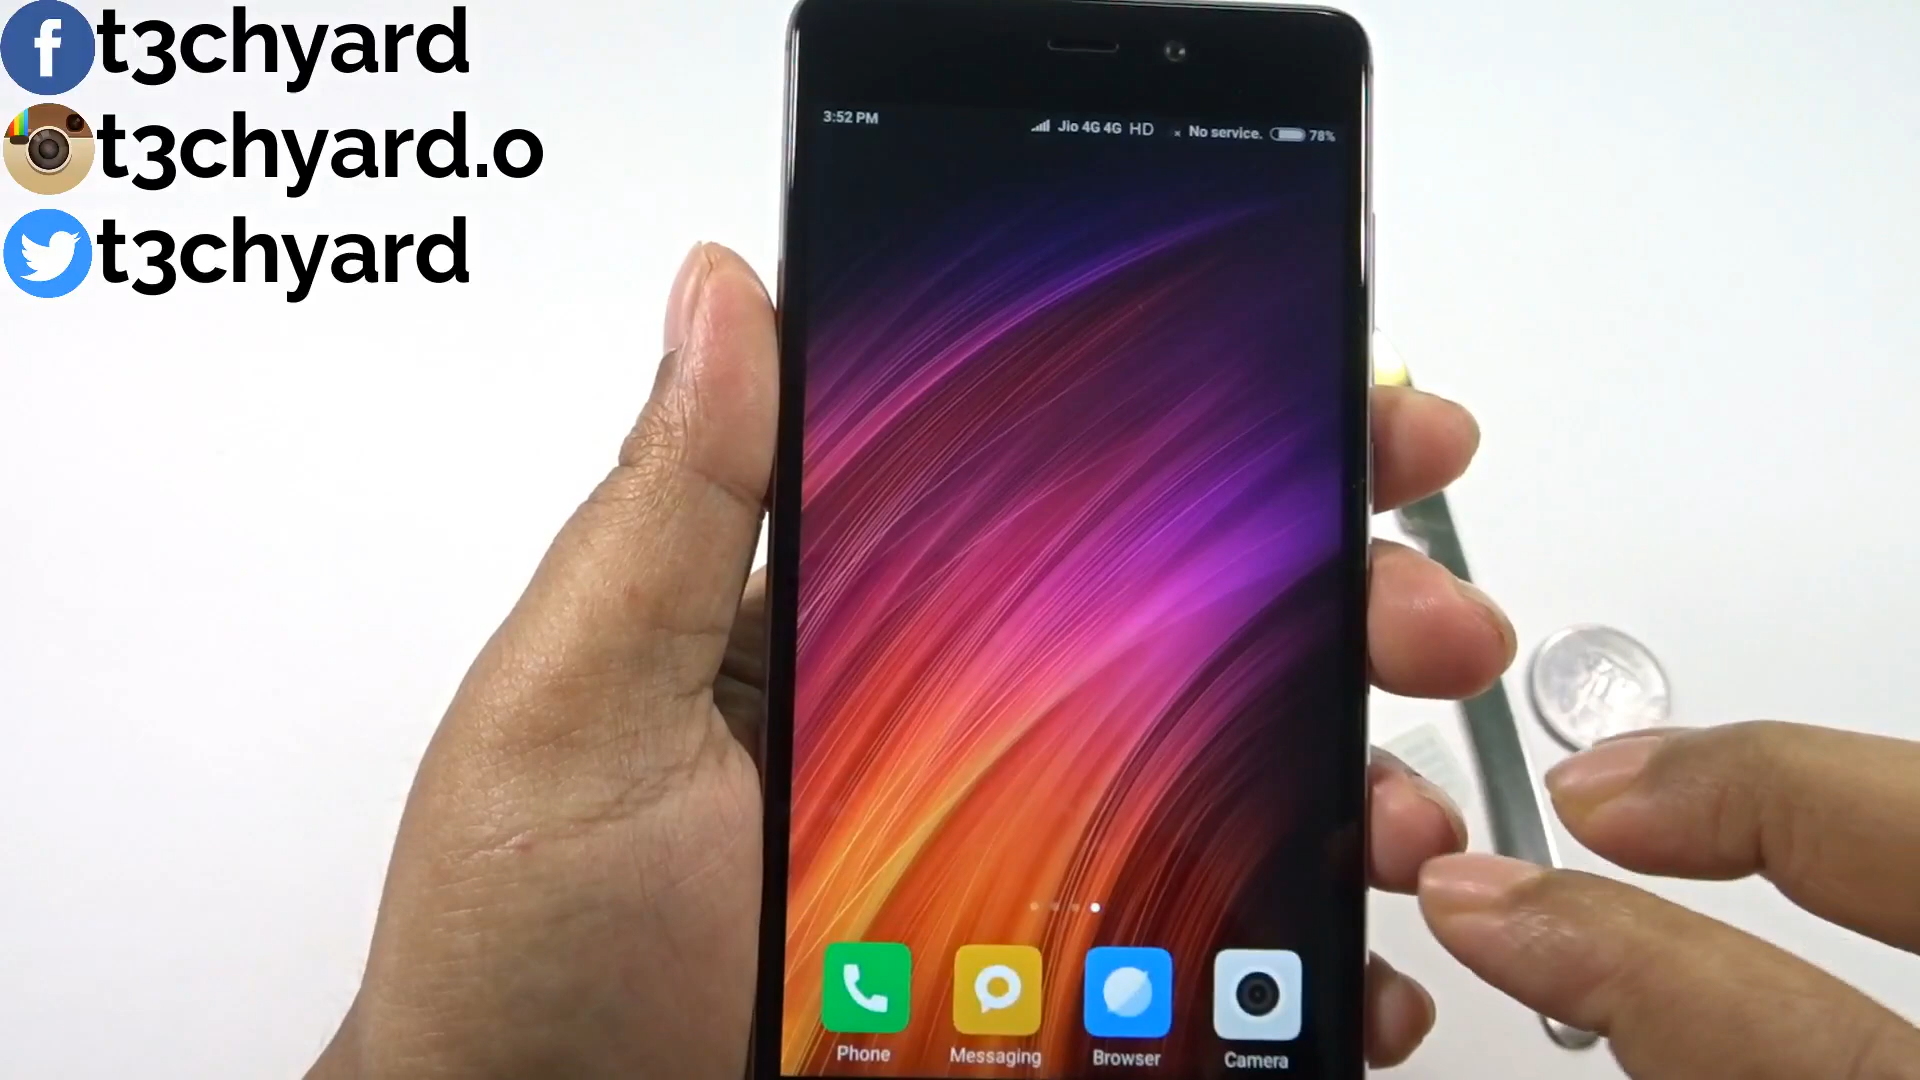 t3chyard
t3chyard.o
t3chyard
3:52 PM Jio 4G 4G HD × No service. 78%
Phone Messaging Browser Camera